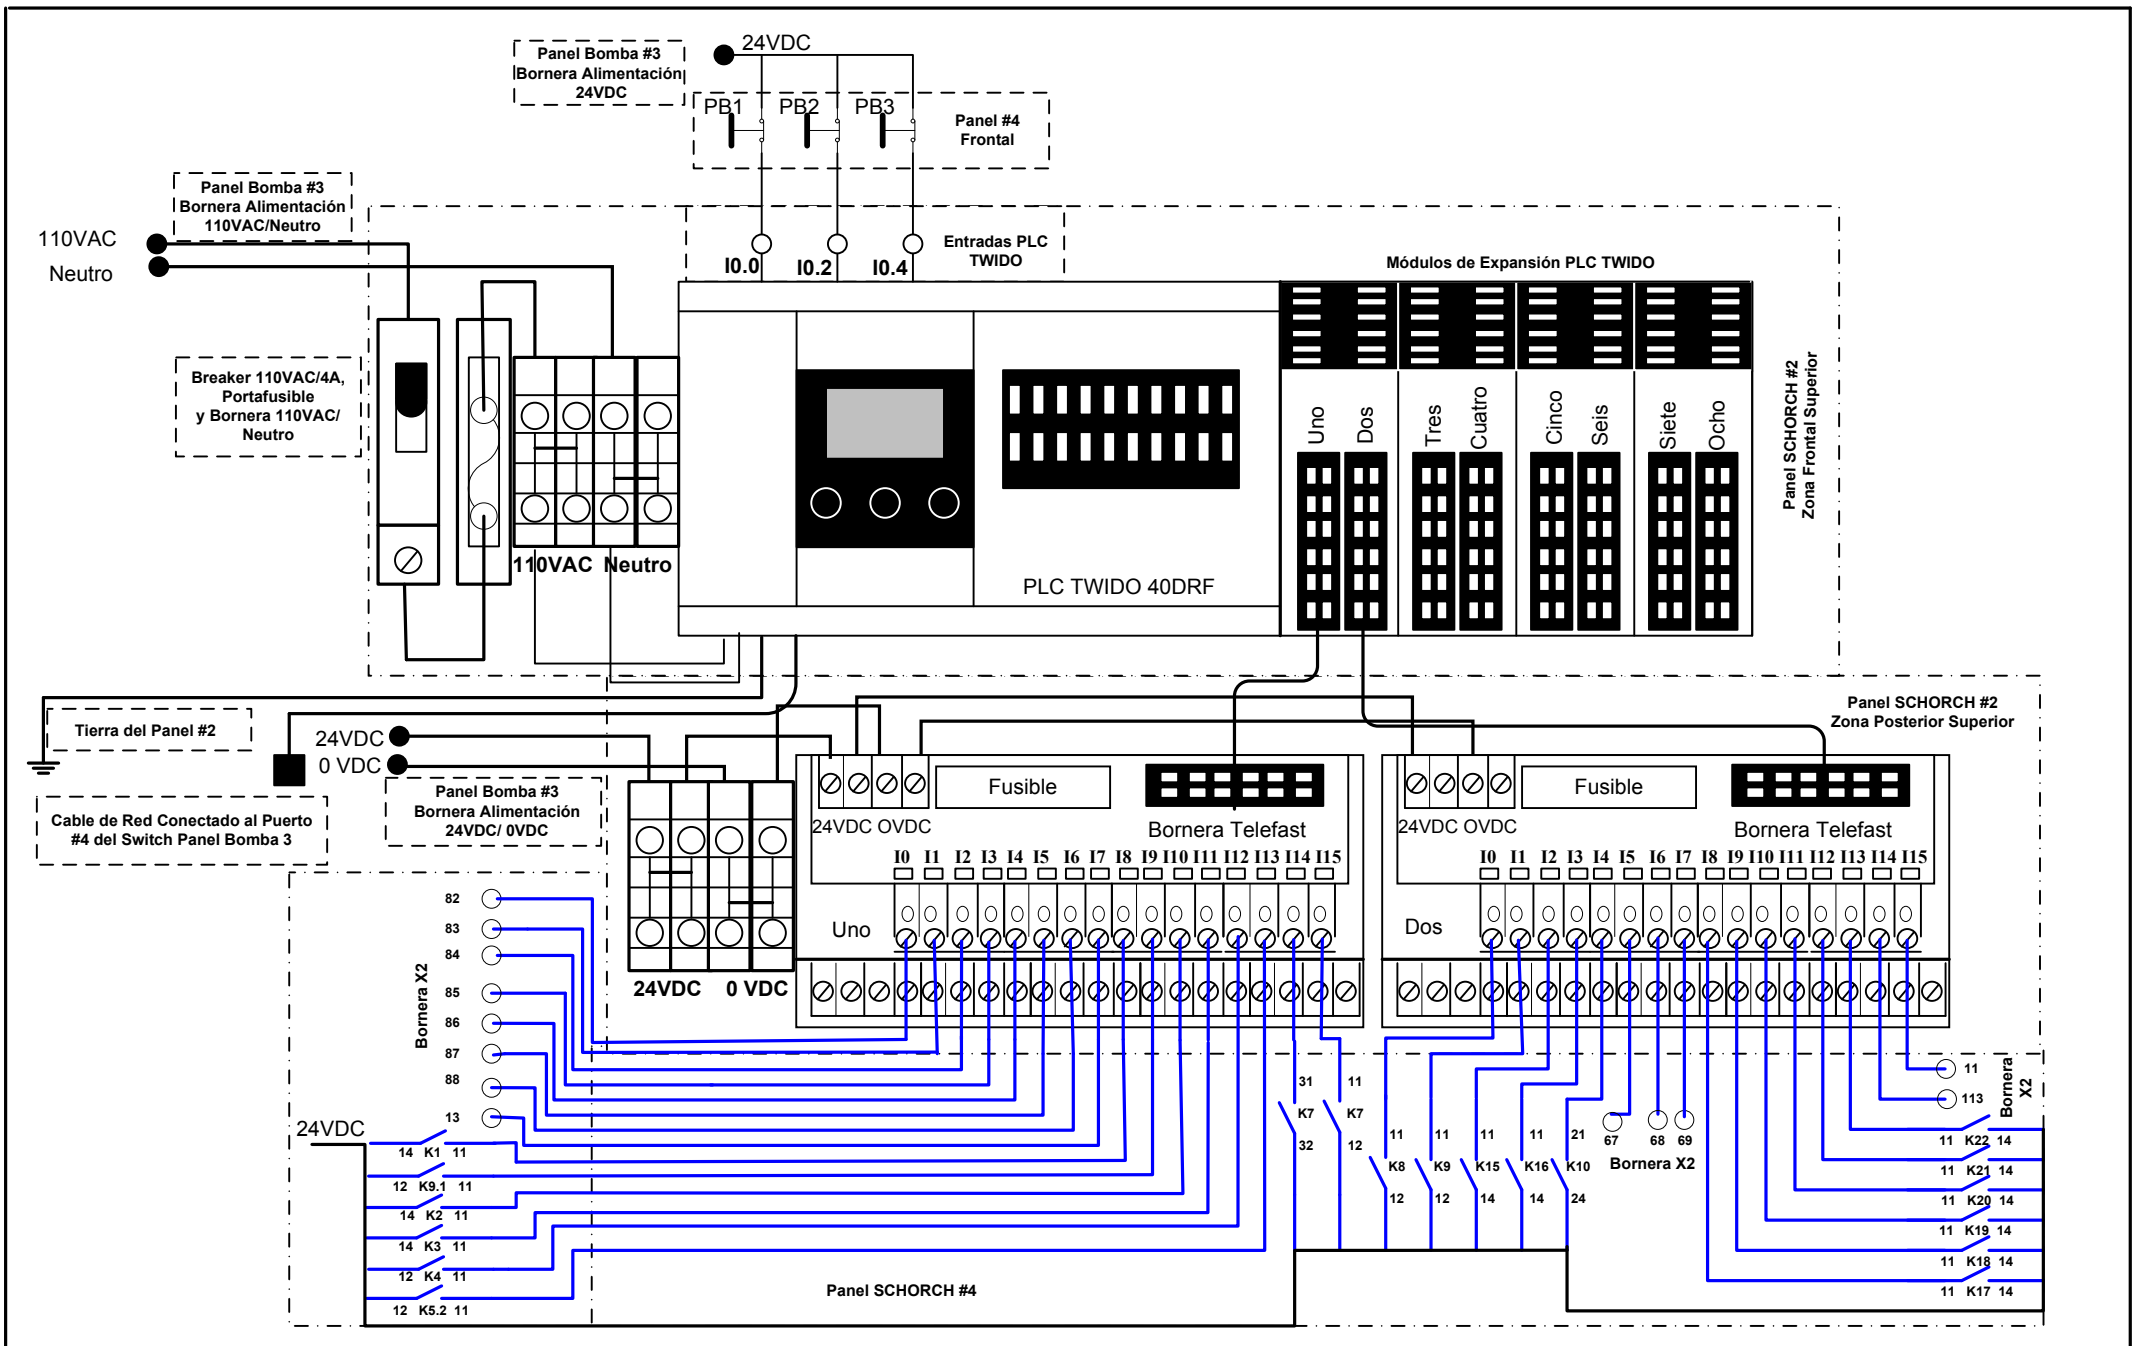 24VDC
Panel Bomba #3
Bornera Alimentación
24VDC
PB1 PB2 PB3
Panel #4
Frontal
Panel Bomba #3
Bornera Alimentación
110VAC/Neutro
110VAC
Neutro
Entradas PLC
TWIDO
I0.0 I0.2 I0.4
Módulos de Expansión PLC TWIDO
Breaker 110VAC/4A,
Portafusible
y Bornera 110VAC/
Neutro
Uno Dos Tres Cuatro Cinco Seis Siete Ocho
Panel SCHORCH #2
Zona Frontal Superior
110VAC Neutro
PLC TWIDO 40DRF
Panel SCHORCH #2
Zona Posterior Superior
Tierra del Panel #2
24VDC
0 VDC
Panel Bomba #3
Bornera Alimentación
24VDC/ 0VDC
Cable de Red Conectado al Puerto
#4 del Switch Panel Bomba 3
Fusible
24VDC OVDC
Bornera Telefast
I0 I1 I2 I3 I4 I5 I6 I7 I8 I9 I10 I11 I12 I13 I14 I15
Uno
Fusible
24VDC OVDC
Bornera Telefast
I0 I1 I2 I3 I4 I5 I6 I7 I8 I9 I10 I11 I12 I13 I14 I15
Dos
24VDC 0 VDC
Bornera X2
82
83
84
85
86
87
88
13
24VDC
14 K1 11
12 K9.1 11
14 K2 11
14 K3 11
12 K4 11
12 K5.2 11
Panel SCHORCH #4
31 K7 32
11 K7 12
11 K8 12
11 K9 12
11 K15 14
11 K16 14
21 K10 24
67 68 69
Bornera X2
11
113
Bornera
X2
11 K22 14
11 K21 14
11 K20 14
11 K19 14
11 K18 14
11 K17 14